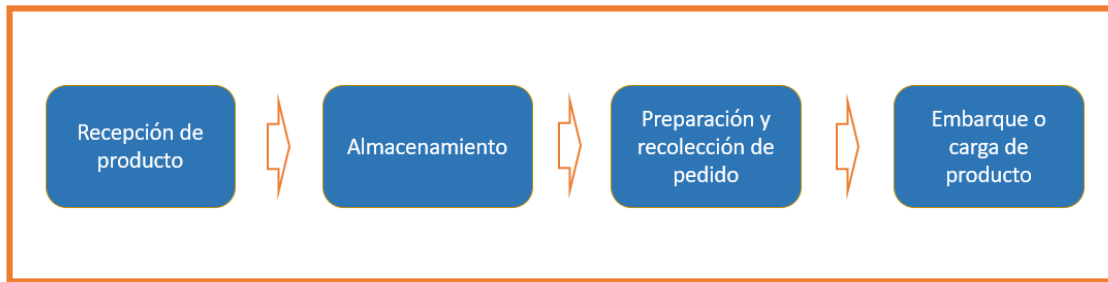 Recepción de
producto
Almacenamiento
Preparación y
recolección de
pedido
Embarque o
carga de
producto